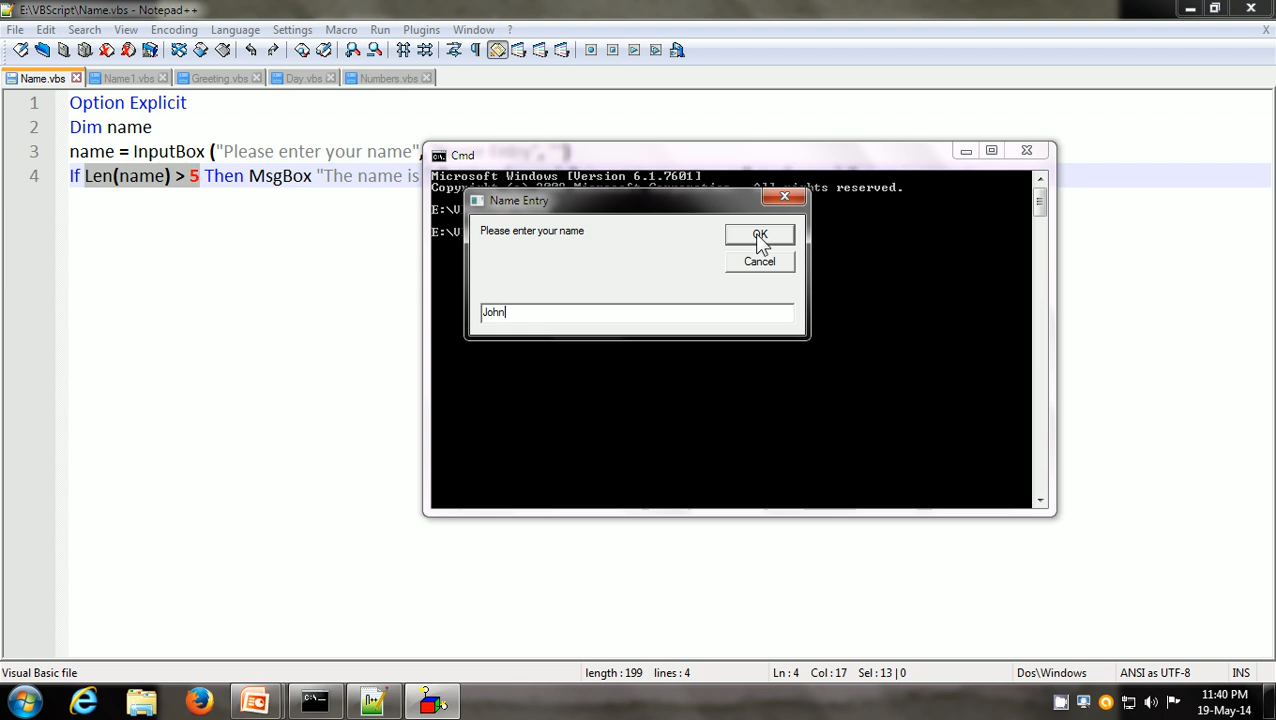 E:\VBScript\Name.vbs - Notepad++
File Edit Search View Encoding Language Settings Macro Run Plugins Window ? X
Name.vbs Name1.vbs Greeting.vbs Day.vbs Numbers.vbs
1 Option Explicit
2 Dim name
3 name = InputBox ("Please enter your name",
4 If Len(name) > 5 Then MsgBox "The name is
Cmd
Microsoft Windows [Version 6.1.7601]
Microsoft Corporation. All rights reserved.
E:\V
E:\V
Name Entry
Please enter your name
OK
Cancel
John
Visual Basic file length : 199 lines : 4 Ln : 4 Col : 17 Sel : 13 | 0 Dos\Windows ANSI as UTF-8 INS
11:40 PM
19-May-14